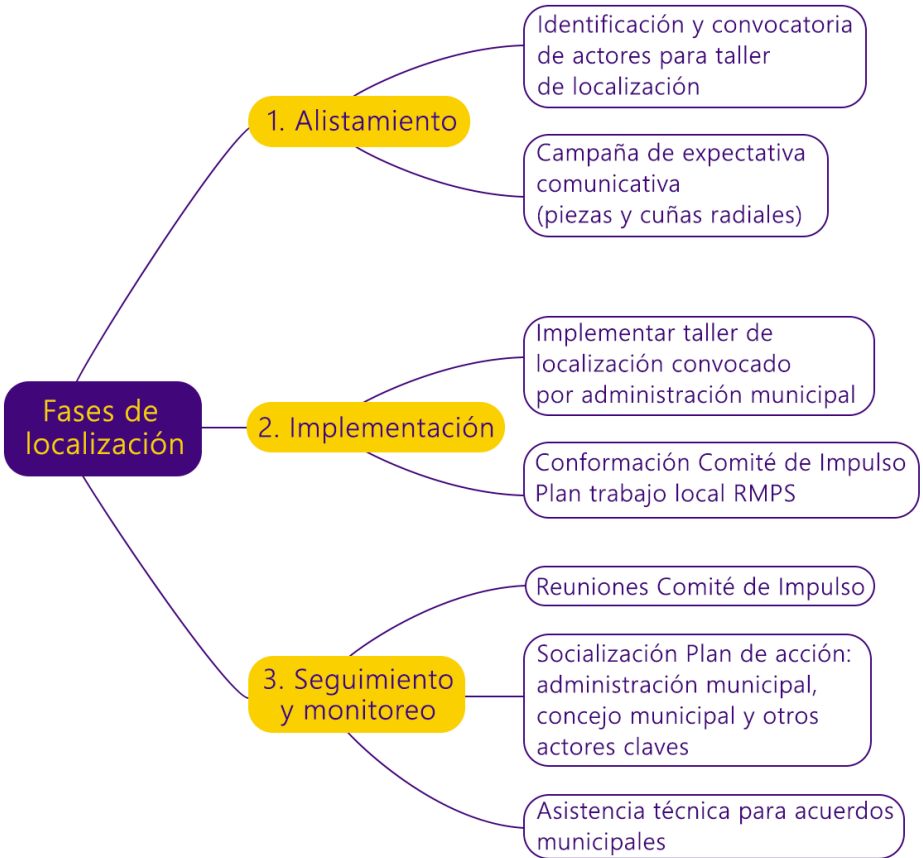 Fases de
localización
1. Alistamiento
Identificación y convocatoria
de actores para taller
de localización
Campaña de expectativa
comunicativa
(piezas y cuñas radiales)
2. Implementación
Implementar taller de
localización convocado
por administración municipal
Conformación Comité de Impulso
Plan trabajo local RMPS
3. Seguimiento
y monitoreo
Reuniones Comité de Impulso
Socialización Plan de acción:
administración municipal,
concejo municipal y otros
actores claves
Asistencia técnica para acuerdos
municipales